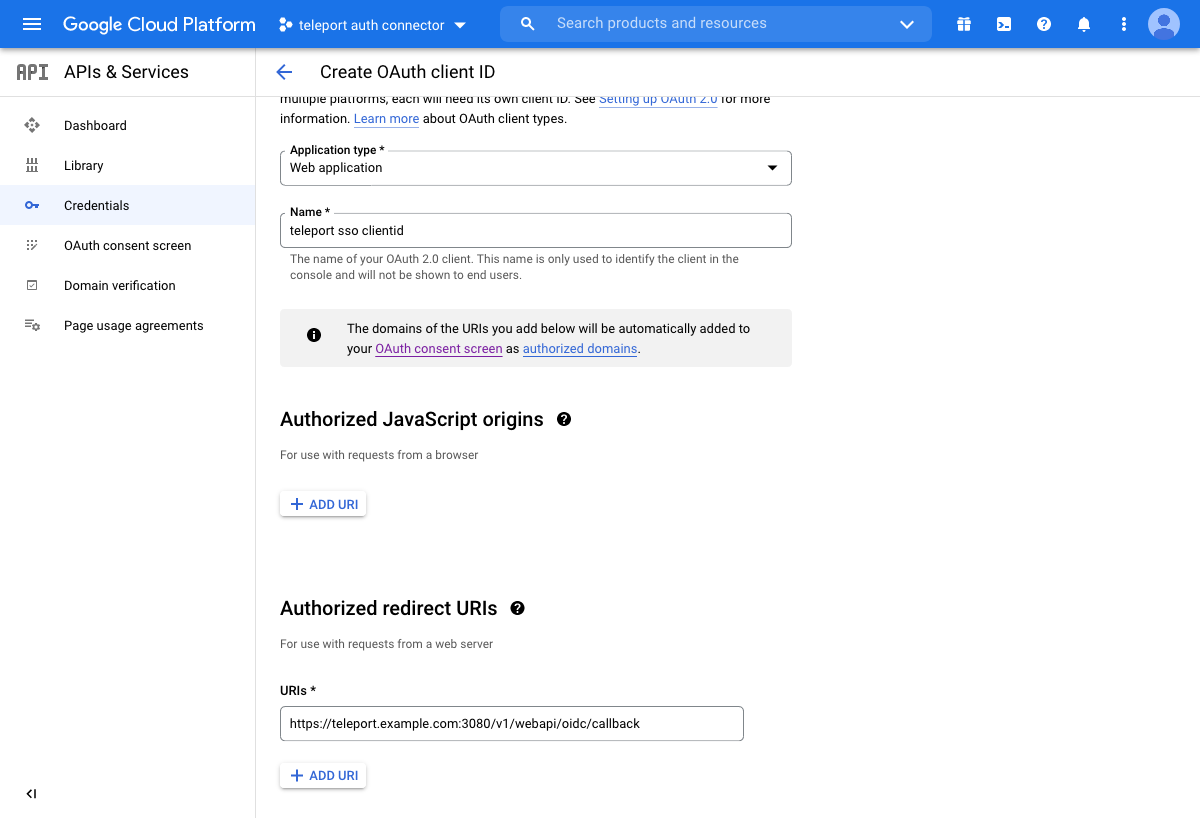 Google Cloud Platform
teleport auth connector
Search products and resources
API APIs & Services
Create OAuth client ID
Dashboard
Library
Credentials
OAuth consent screen
Domain verification
Page usage agreements
multiple platforms, each will need its own client ID. See Setting up OAuth 2.0 for more
information. Learn more about OAuth client types.
Application type *
Web application
Name *
teleport sso clientid
The name of your OAuth 2.0 client. This name is only used to identify the client in the
console and will not be shown to end users.
The domains of the URIs you add below will be automatically added to
your OAuth consent screen as authorized domains.
Authorized JavaScript origins
For use with requests from a browser
ADD URI
Authorized redirect URIs
For use with requests from a web server
URIs *
https://teleport.example.com:3080/v1/webapi/oidc/callback
ADD URI